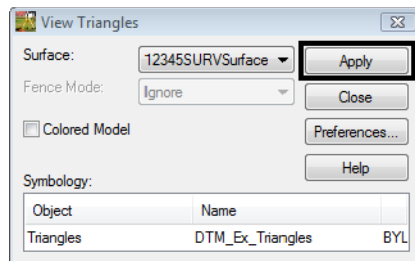 View Triangles
Surface: 12345SURVSurface Apply
Fence Mode: Ignore Close
Colored Model Preferences...
Help
Symbology:
Object Name
Triangles DTM_Ex_Triangles BYL